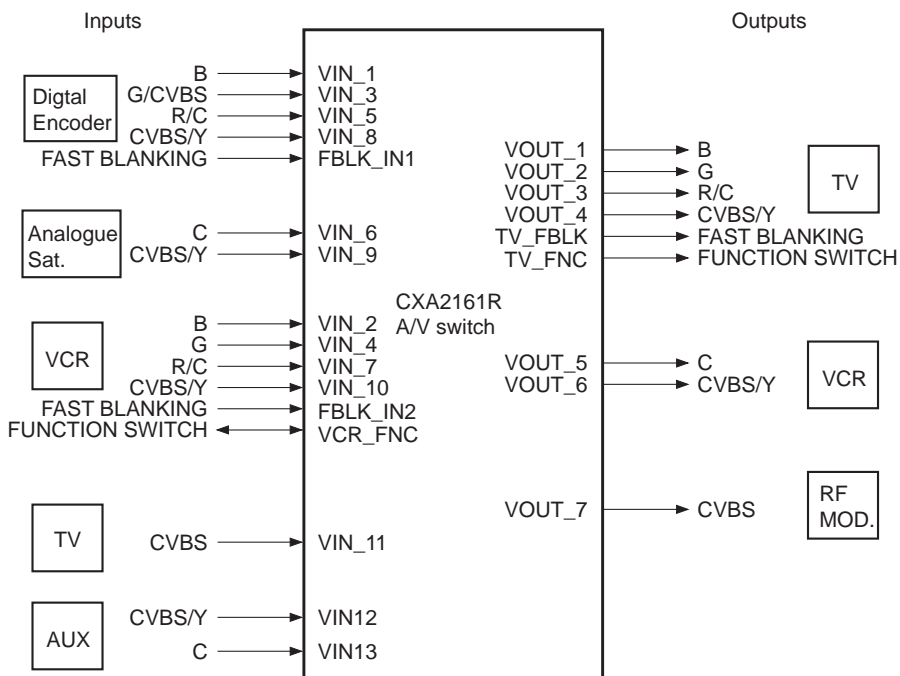 Inputs
Outputs
Digtal
Encoder
B
G/CVBS
R/C
CVBS/Y
FAST BLANKING
VIN_1
VIN_3
VIN_5
VIN_8
FBLK_IN1
Analogue
Sat.
C
CVBS/Y
VIN_6
VIN_9
VCR
B
G
R/C
CVBS/Y
FAST BLANKING
FUNCTION SWITCH
VIN_2
VIN_4
VIN_7
VIN_10
FBLK_IN2
VCR_FNC
TV
CVBS
VIN_11
AUX
CVBS/Y
C
VIN12
VIN13
CXA2161R
A/V switch
VOUT_1
VOUT_2
VOUT_3
VOUT_4
TV_FBLK
TV_FNC
B
G
R/C
CVBS/Y
FAST BLANKING
FUNCTION SWITCH
TV
VOUT_5
VOUT_6
C
CVBS/Y
VCR
VOUT_7
CVBS
RF
MOD.